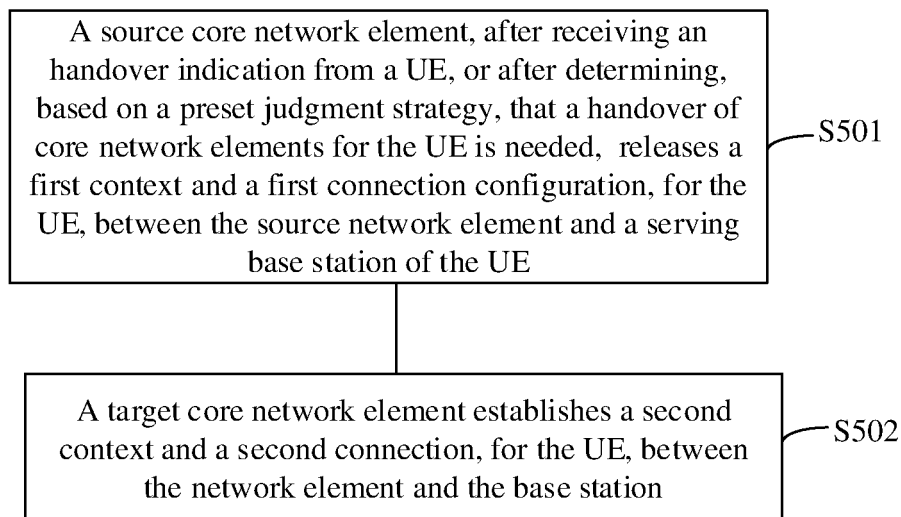 A source core network element, after receiving an
handover indication from a UE, or after determining,
based on a preset judgment strategy, that a handover of
core network elements for the UE is needed, releases a
first context and a first connection configuration, for the
UE, between the source network element and a serving
base station of the UE
S501
A target core network element establishes a second
context and a second connection, for the UE, between
the network element and the base station
S502